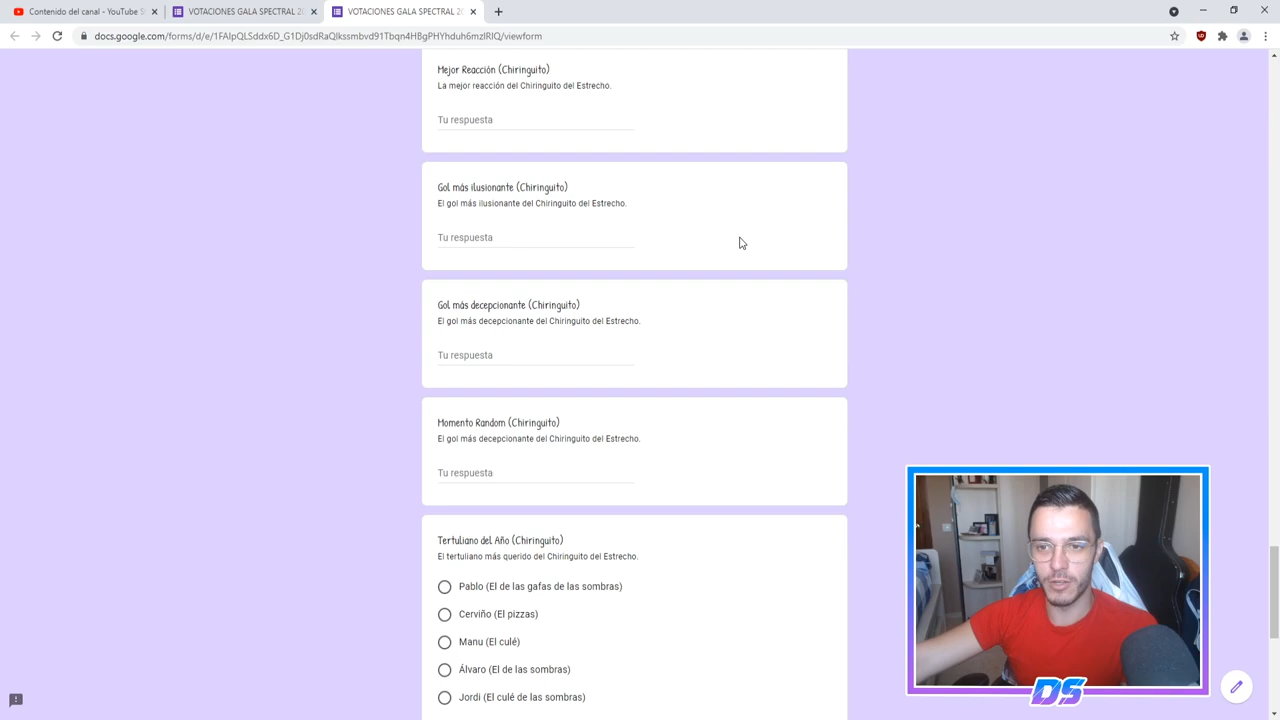 Contenido del canal - YouTube S
VOTACIONES GALA SPECTRAL 20
VOTACIONES GALA SPECTRAL 20
docs.google.com/forms/d/e/1FAIpQLSddx6D_G1Dj0sdRaQlkssmbvd91Tbqn4HBgPHYhduh6mzIRIQ/viewform
Mejor Reacción (Chiringuito)
La mejor reacción del Chiringuito del Estrecho.
Tu respuesta
Gol más ilusionante (Chiringuito)
El gol más ilusionante del Chiringuito del Estrecho.
Tu respuesta
Gol más decepcionante (Chiringuito)
El gol más decepcionante del Chiringuito del Estrecho.
Tu respuesta
Momento Random (Chiringuito)
El gol más decepcionante del Chiringuito del Estrecho.
Tu respuesta
Tertuliano del Año (Chiringuito)
El tertuliano más querido del Chiringuito del Estrecho.
Pablo (El de las gafas de las sombras)
Cerviño (El pizzas)
Manu (El culé)
Álvaro (El de las sombras)
Jordi (El culé de las sombras)
DS